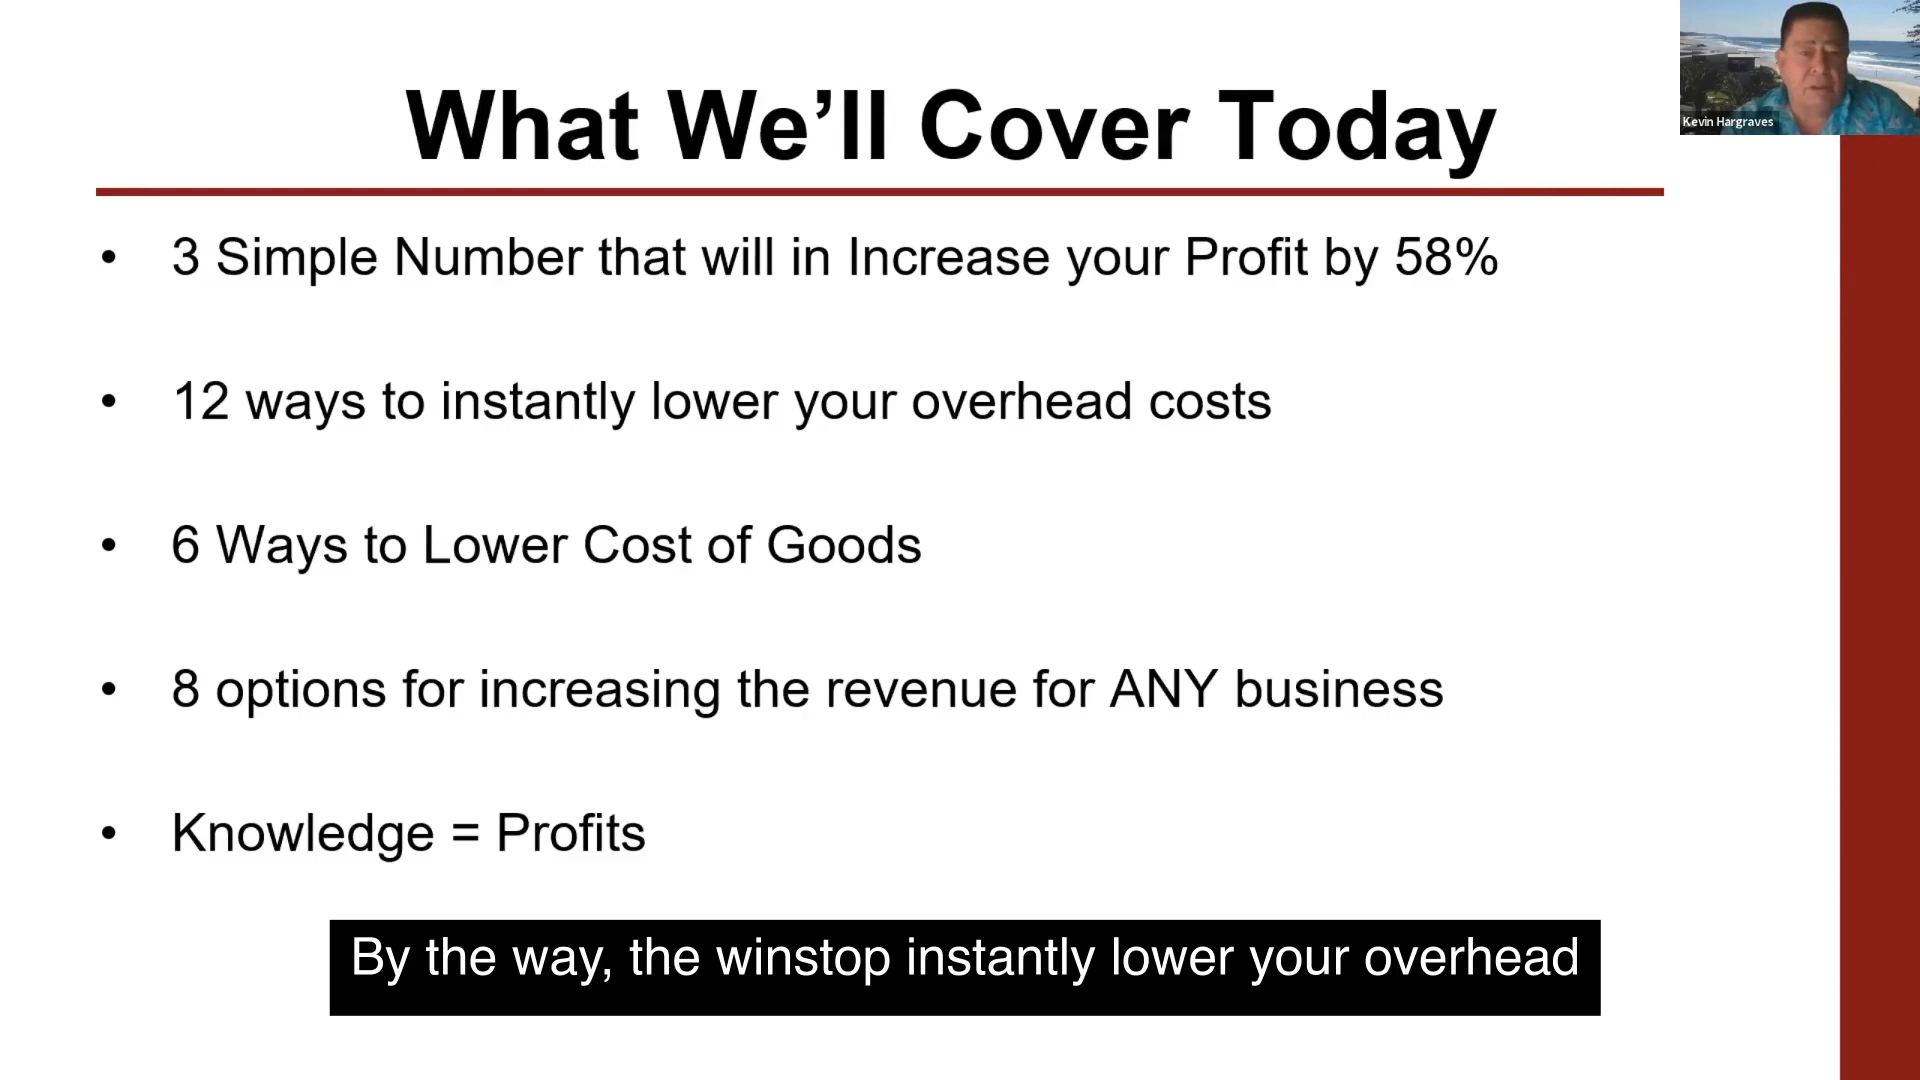 What We’ll Cover Today
Kevin Hargraves
• 3 Simple Number that will in Increase your Profit by 58%
• 12 ways to instantly lower your overhead costs
• 6 Ways to Lower Cost of Goods
• 8 options for increasing the revenue for ANY business
• Knowledge = Profits
By the way, the winstop instantly lower your overhead